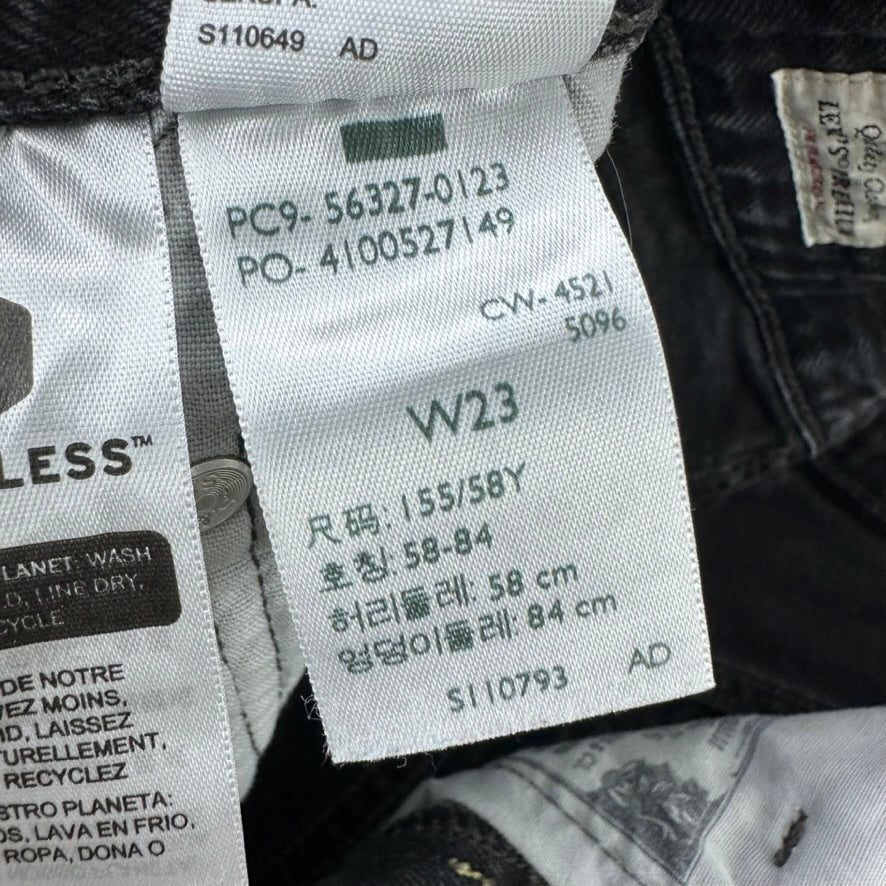 S110649 AD
PC9- 56327-0123
PO- 4100527149
CW- 4521
5096
W23
尺码: 155/58Y
호칭: 58-84
허리둘레: 58 cm
엉덩이둘레: 84 cm
S110793 AD
LESS™
LANET: WASH
D, LINE DRY,
CYCLE
DE NOTRE
EZ MOINS,
ID, LAISSEZ
TURELLEMENT,
RECYCLEZ
STRO PLANETA:
OS, LAVA EN FRIO,
ROPA, DONA O